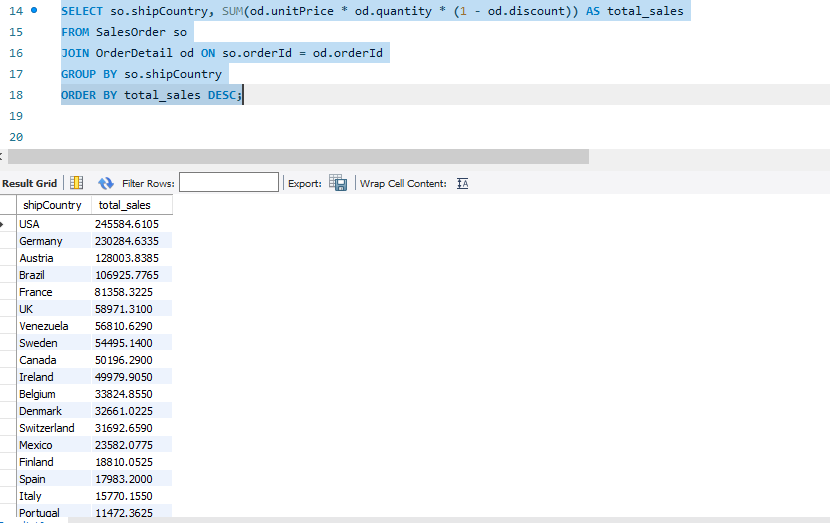 14 SELECT so.shipCountry, SUM(od.unitPrice * od.quantity * (1 - od.discount)) AS total_sales
15 FROM SalesOrder so
16 JOIN OrderDetail od ON so.orderId = od.orderId
17 GROUP BY so.shipCountry
18 ORDER BY total_sales DESC;
19
20
Result Grid Filter Rows: Export: Wrap Cell Content:
shipCountry total_sales
USA 245584.6105
Germany 230284.6335
Austria 128003.8385
Brazil 106925.7765
France 81358.3225
UK 58971.3100
Venezuela 56810.6290
Sweden 54495.1400
Canada 50196.2900
Ireland 49979.9050
Belgium 33824.8550
Denmark 32661.0225
Switzerland 31692.6590
Mexico 23582.0775
Finland 18810.0525
Spain 17983.2000
Italy 15770.1550
Portugal 11472.3625